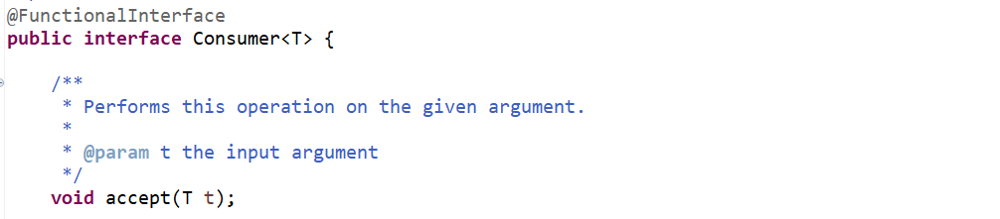 @FunctionalInterface
public interface Consumer<T> {
/**
* Performs this operation on the given argument.
*
* @param t the input argument
*/
void accept(T t);